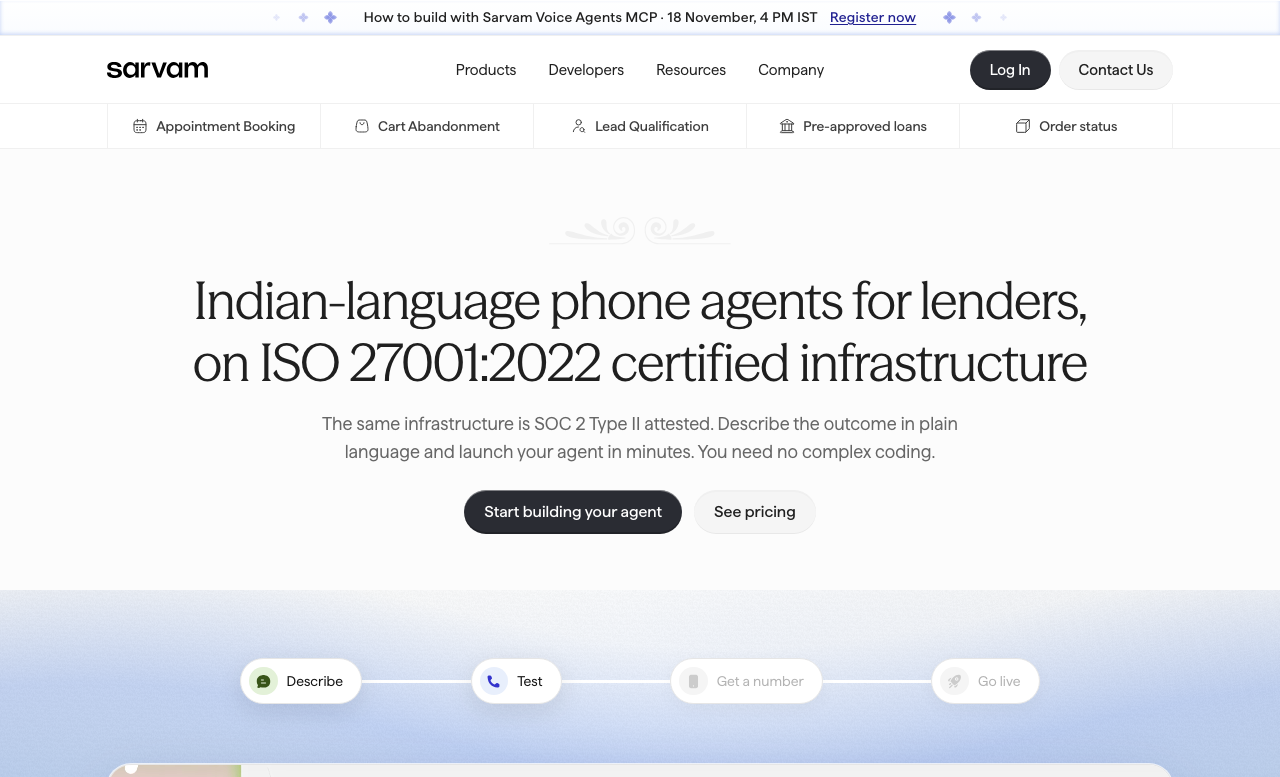 How to build with Sarvam Voice Agents MCP · 18 November, 4 PM IST Register now
sarvam
Products Developers Resources Company
Log In Contact Us
Appointment Booking Cart Abandonment Lead Qualification Pre-approved loans Order status
Indian-language phone agents for lenders,
on ISO 27001:2022 certified infrastructure
The same infrastructure is SOC 2 Type II attested. Describe the outcome in plain
language and launch your agent in minutes. You need no complex coding.
Start building your agent See pricing
Describe Test Get a number Go live